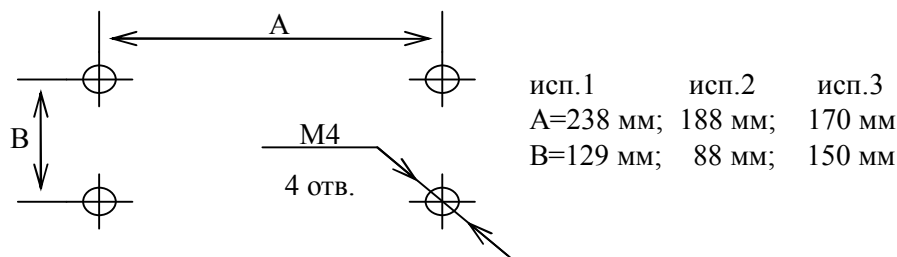 А
исп.1 исп.2 исп.3
А=238 мм; 188 мм; 170 мм
В М4 В=129 мм; 88 мм; 150 мм
4 отв.